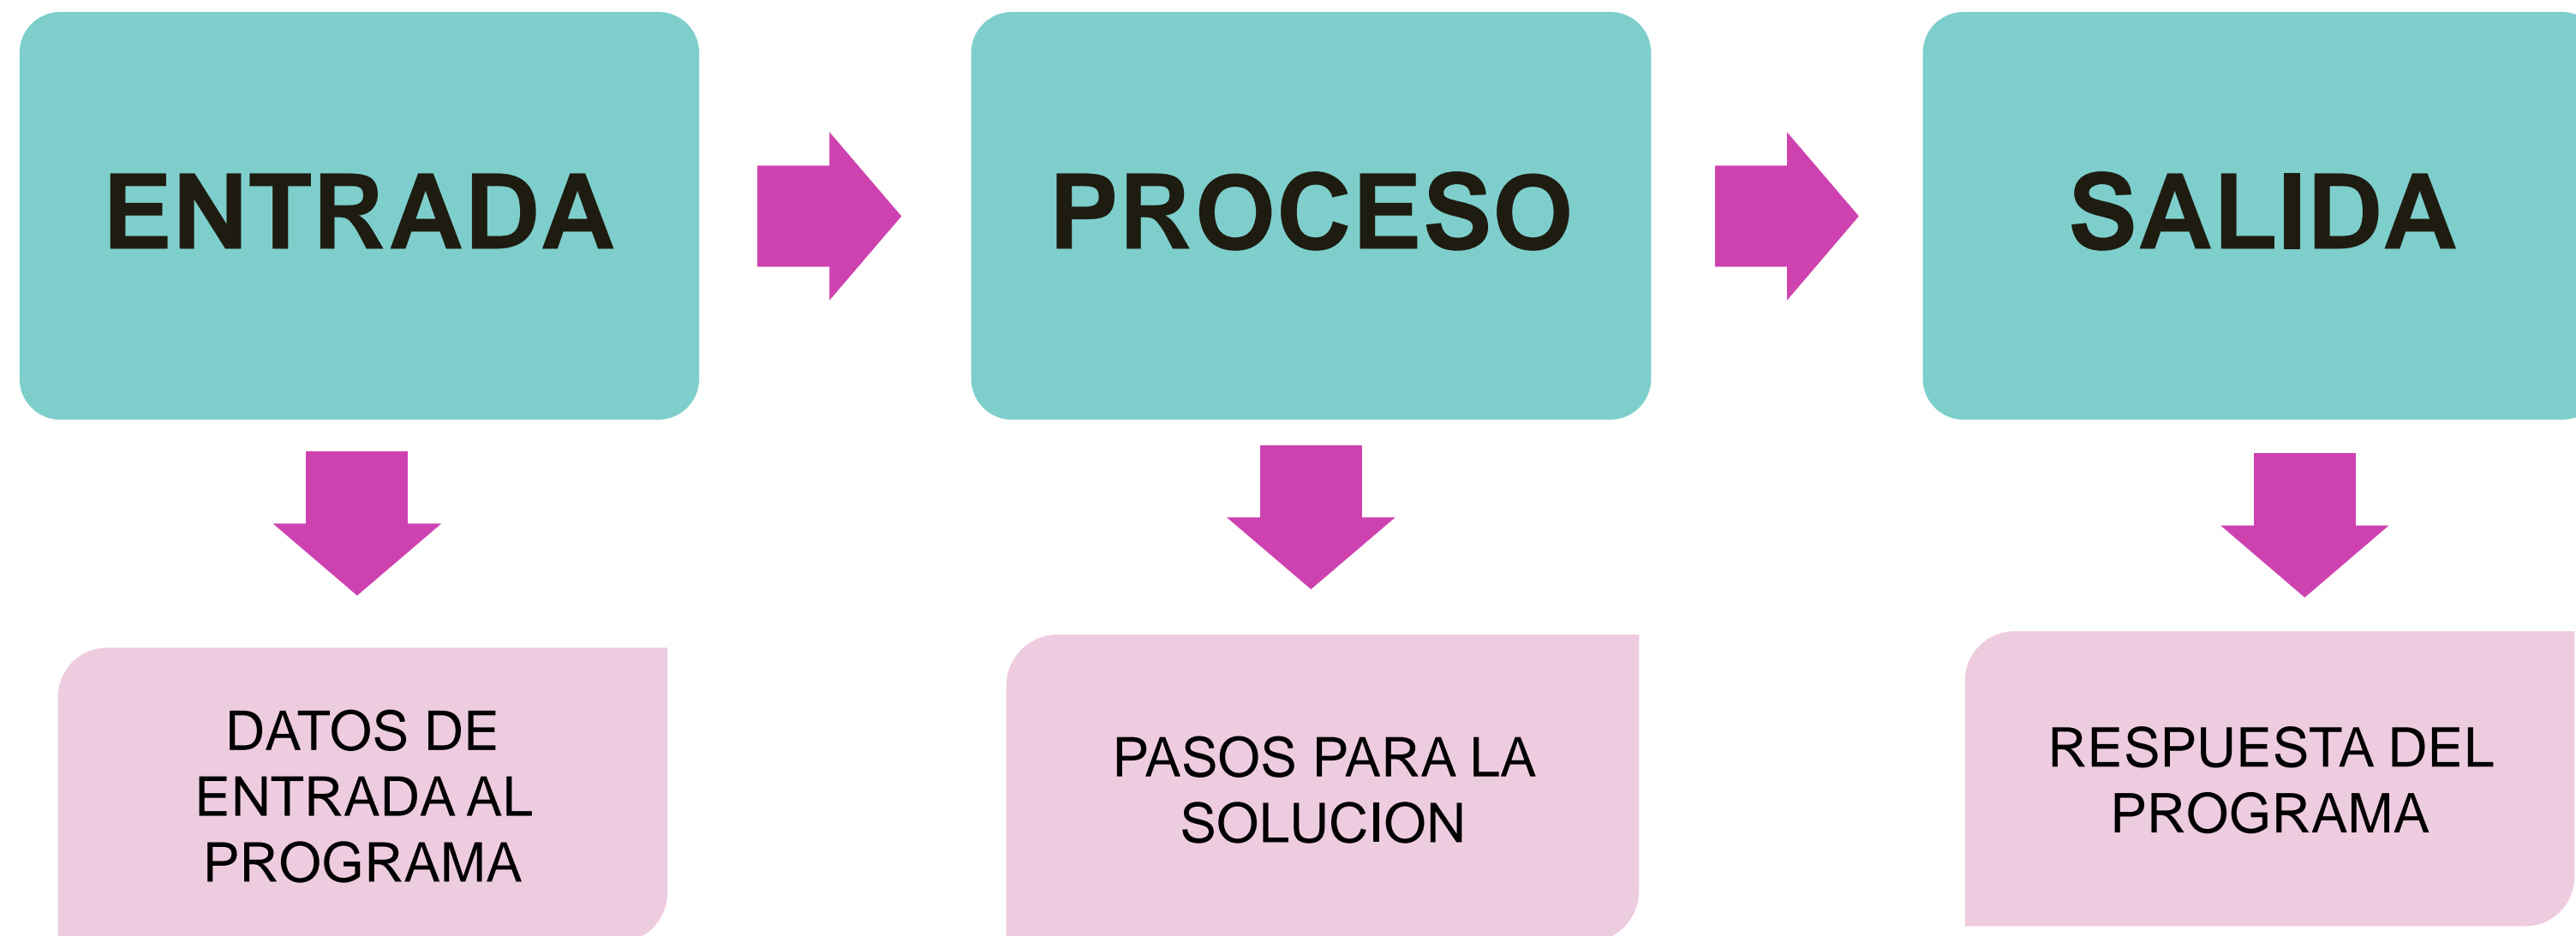 ENTRADA
PROCESO
SALIDA
DATOS DE
ENTRADA AL
PROGRAMA
PASOS PARA LA
SOLUCION
RESPUESTA DEL
PROGRAMA